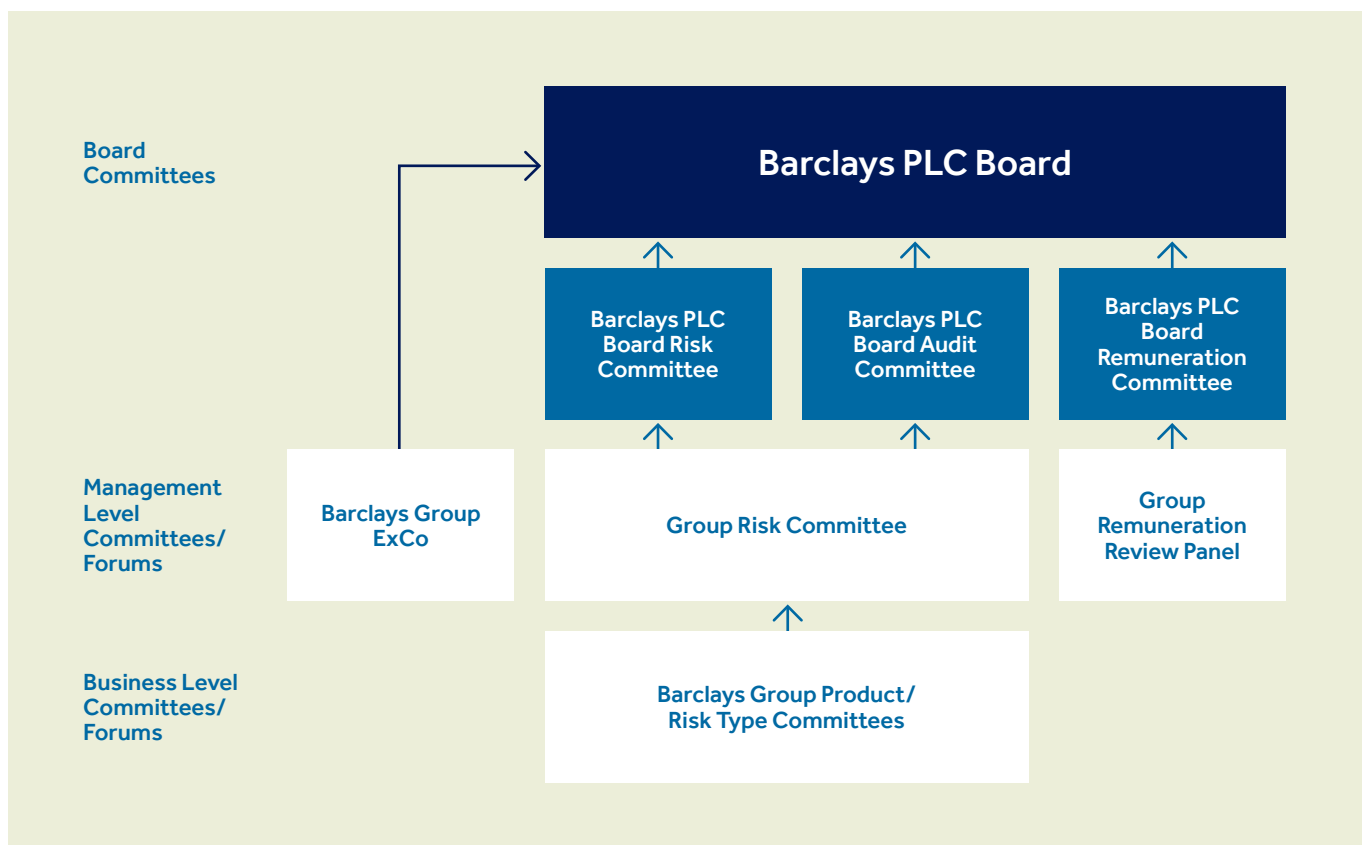 Board
Committees
Barclays PLC Board
Barclays PLC
Board Risk
Committee
Barclays PLC
Board Audit
Committee
Barclays PLC
Board
Remuneration
Committee
Management
Level
Committees/
Forums
Barclays Group
ExCo
Group Risk Committee
Group
Remuneration
Review Panel
Business Level
Committees/
Forums
Barclays Group Product/
Risk Type Committees